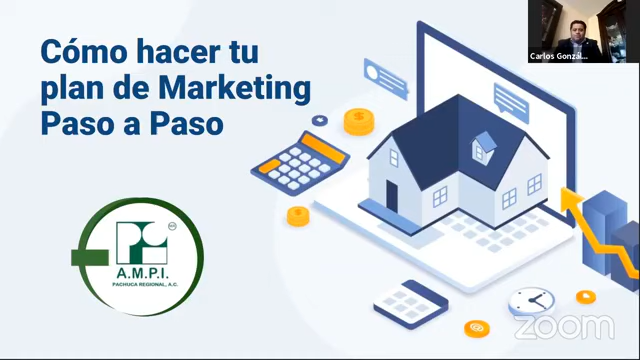 Cómo hacer tu
plan de Marketing
Paso a Paso
Carlos Gonzál...
A.M.P.I.
PACHUCA REGIONAL, A.C.
zoom